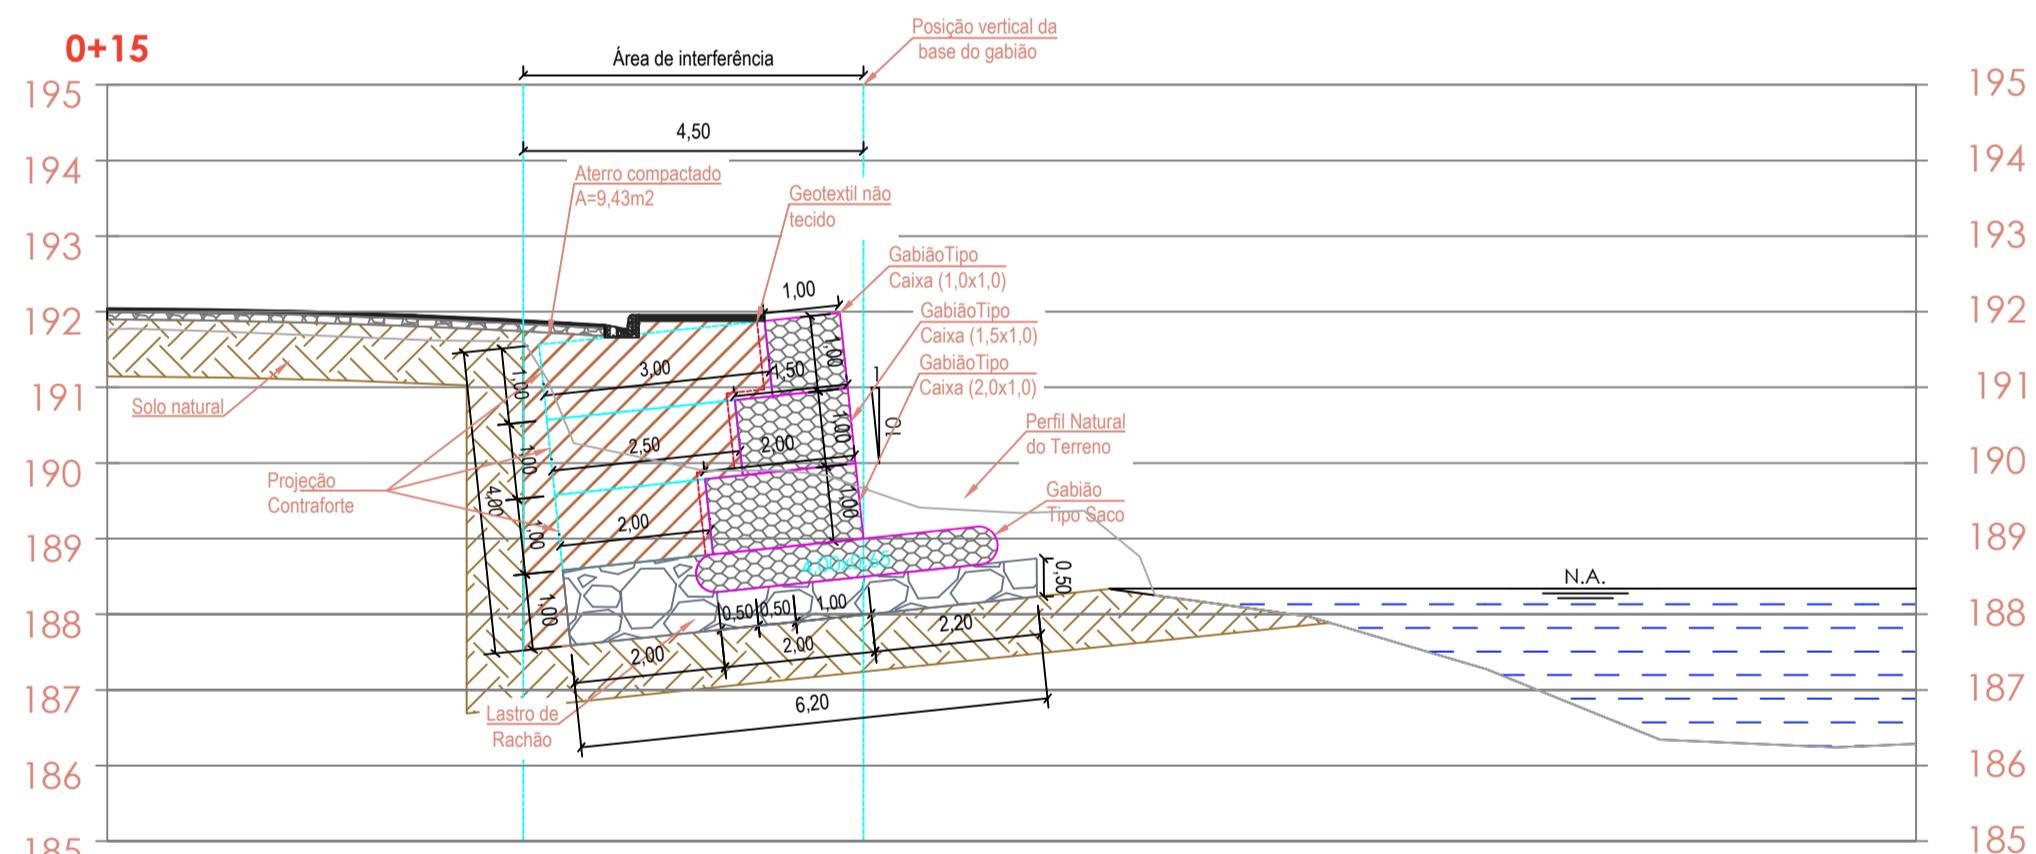 0+15
Posição vertical da
base do gabião
Área de interferência
195
195
4,50
194
194
Aterro compactado
A=9,43m2
Geotextil não
tecido
193
193
GabiãoTipo
Caixa (1,0x1,0)
1,00
192
192
GabiãoTipo
Caixa (1,5x1,0)
1,00
GabiãoTipo
Caixa (2,0x1,0)
3,00
1,50
1,00
1
10
191
191
Solo natural
Perfil Natural
do Terreno
2,50
2,00
1,00
1,00
190
190
Projeção
Contraforte
4,00
Gabião
Tipo Saco
1,00
2,00
1,00
189
189
4,00x0,65
0,50
N.A.
1,00
0,50
0,50
1,00
188
188
2,20
2,00
2,00
187
187
6,20
Lastro de
Rachão
186
186
185
185